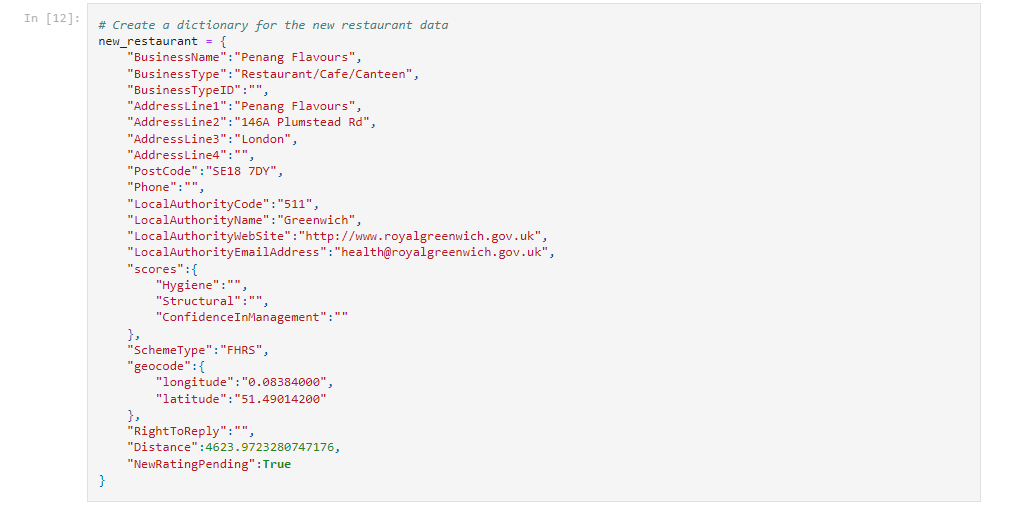 In [12]:
# Create a dictionary for the new restaurant data
new_restaurant = {
    "BusinessName":"Penang Flavours",
    "BusinessType":"Restaurant/Cafe/Canteen",
    "BusinessTypeID":"",
    "AddressLine1":"Penang Flavours",
    "AddressLine2":"146A Plumstead Rd",
    "AddressLine3":"London",
    "AddressLine4":"",
    "PostCode":"SE18 7DY",
    "Phone":"",
    "LocalAuthorityCode":"511",
    "LocalAuthorityName":"Greenwich",
    "LocalAuthorityWebSite":"http://www.royalgreenwich.gov.uk",
    "LocalAuthorityEmailAddress":"health@royalgreenwich.gov.uk",
    "scores":{
        "Hygiene":"",
        "Structural":"",
        "ConfidenceInManagement":""
    },
    "SchemeType":"FHRS",
    "geocode":{
        "longitude":"0.08384000",
        "latitude":"51.49014200"
    },
    "RightToReply":"",
    "Distance":4623.9723280747176,
    "NewRatingPending":True
}